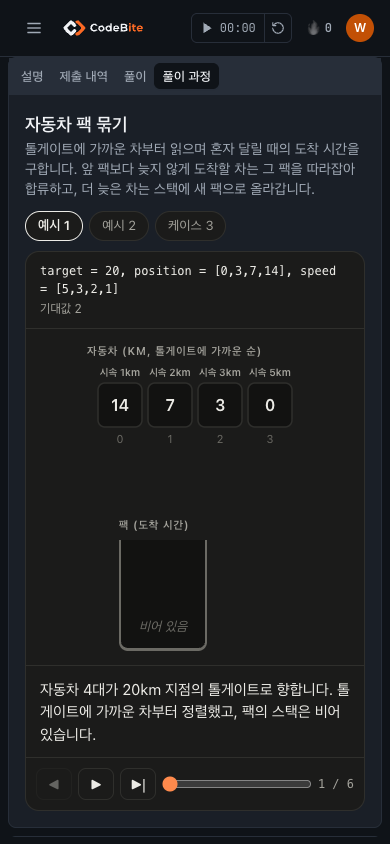 CodeBite
00:00
0
W
설명 제출 내역 풀이 풀이 과정
자동차 팩 묶기
톨게이트에 가까운 차부터 읽으며 혼자 달릴 때의 도착 시간을
구합니다. 앞 팩보다 늦지 않게 도착할 차는 그 팩을 따라잡아
합류하고, 더 늦은 차는 스택에 새 팩으로 올라갑니다.
예시 1 예시 2 케이스 3
target = 20, position = [0,3,7,14], speed
= [5,3,2,1]
기대값 2
자동차 (KM, 톨게이트에 가까운 순)
시속 1km 시속 2km 시속 3km 시속 5km
14 7 3 0
0 1 2 3
팩 (도착 시간)
비어 있음
자동차 4대가 20km 지점의 톨게이트로 향합니다. 톨
게이트에 가까운 차부터 정렬했고, 팩의 스택은 비어
있습니다.
1 / 6